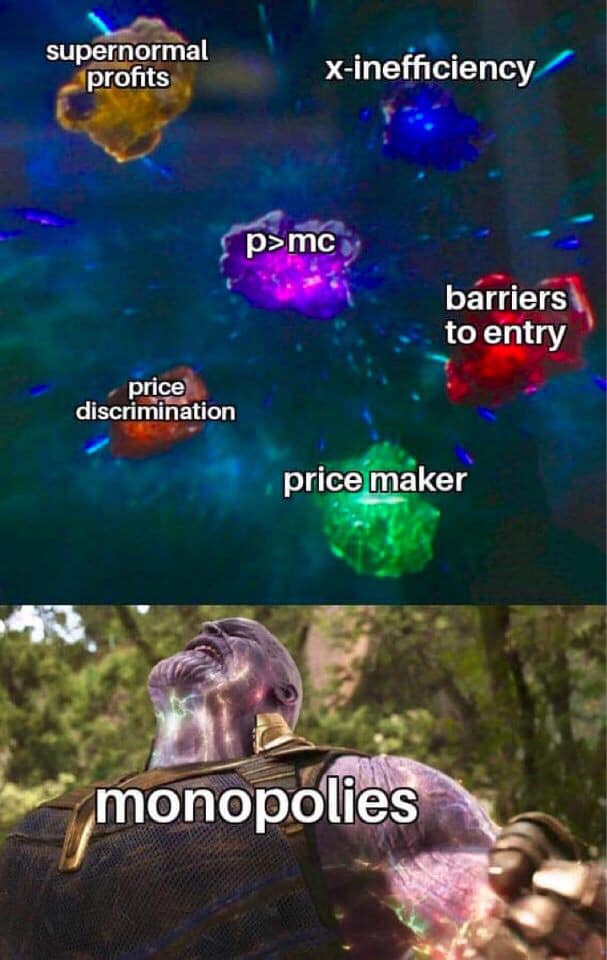 supernormal
profits
x-inefficiency
p>mc
barriers
to entry
price
discrimination
price maker
monopolies